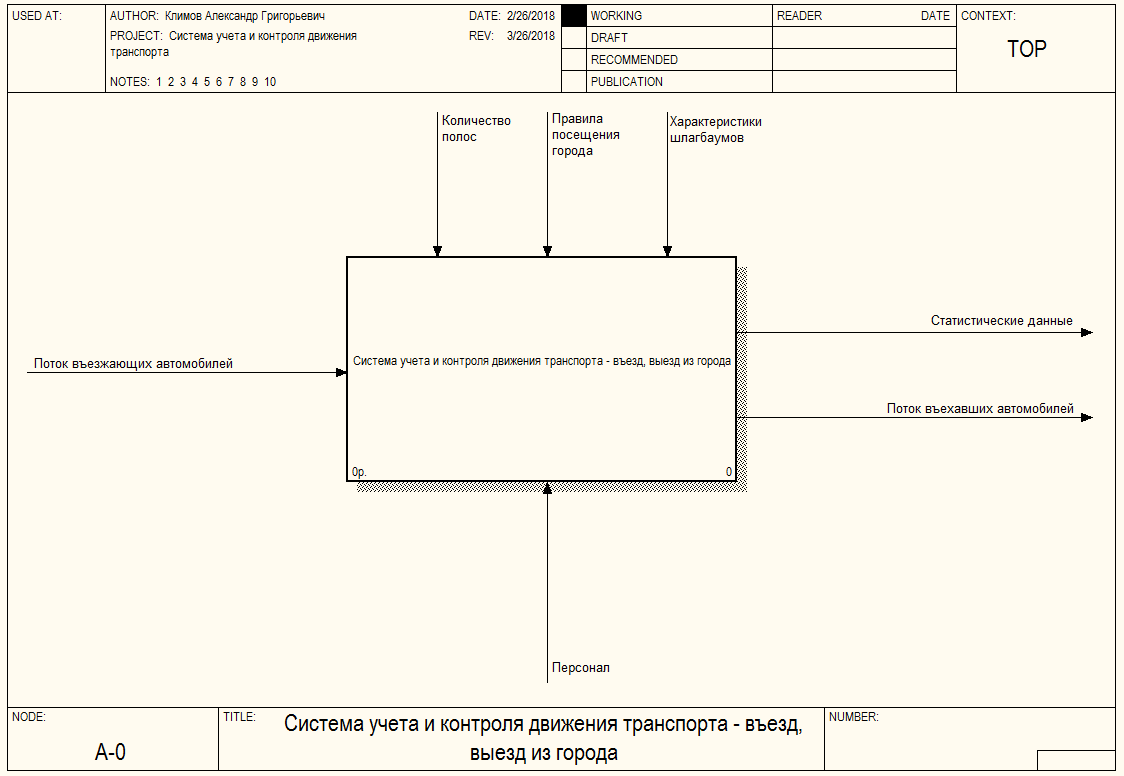 USED AT:
AUTHOR: Климов Александр Григорьевич
DATE: 2/26/2018
PROJECT: Система учета и контроля движения
транспорта
REV: 3/26/2018
NOTES: 1 2 3 4 5 6 7 8 9 10
WORKING
DRAFT
RECOMMENDED
PUBLICATION
READER
DATE
CONTEXT:
TOP
Количество
полос
Правила
посещения
города
Характеристики
шлагбаумов
Статистические данные
Поток въезжающих автомобилей
Система учета и контроля движения транспорта - въезд, выезд из города
Поток въехавших автомобилей
0р.
0
Персонал
NODE:
A-0
TITLE:
Система учета и контроля движения транспорта - въезд,
выезд из города
NUMBER: